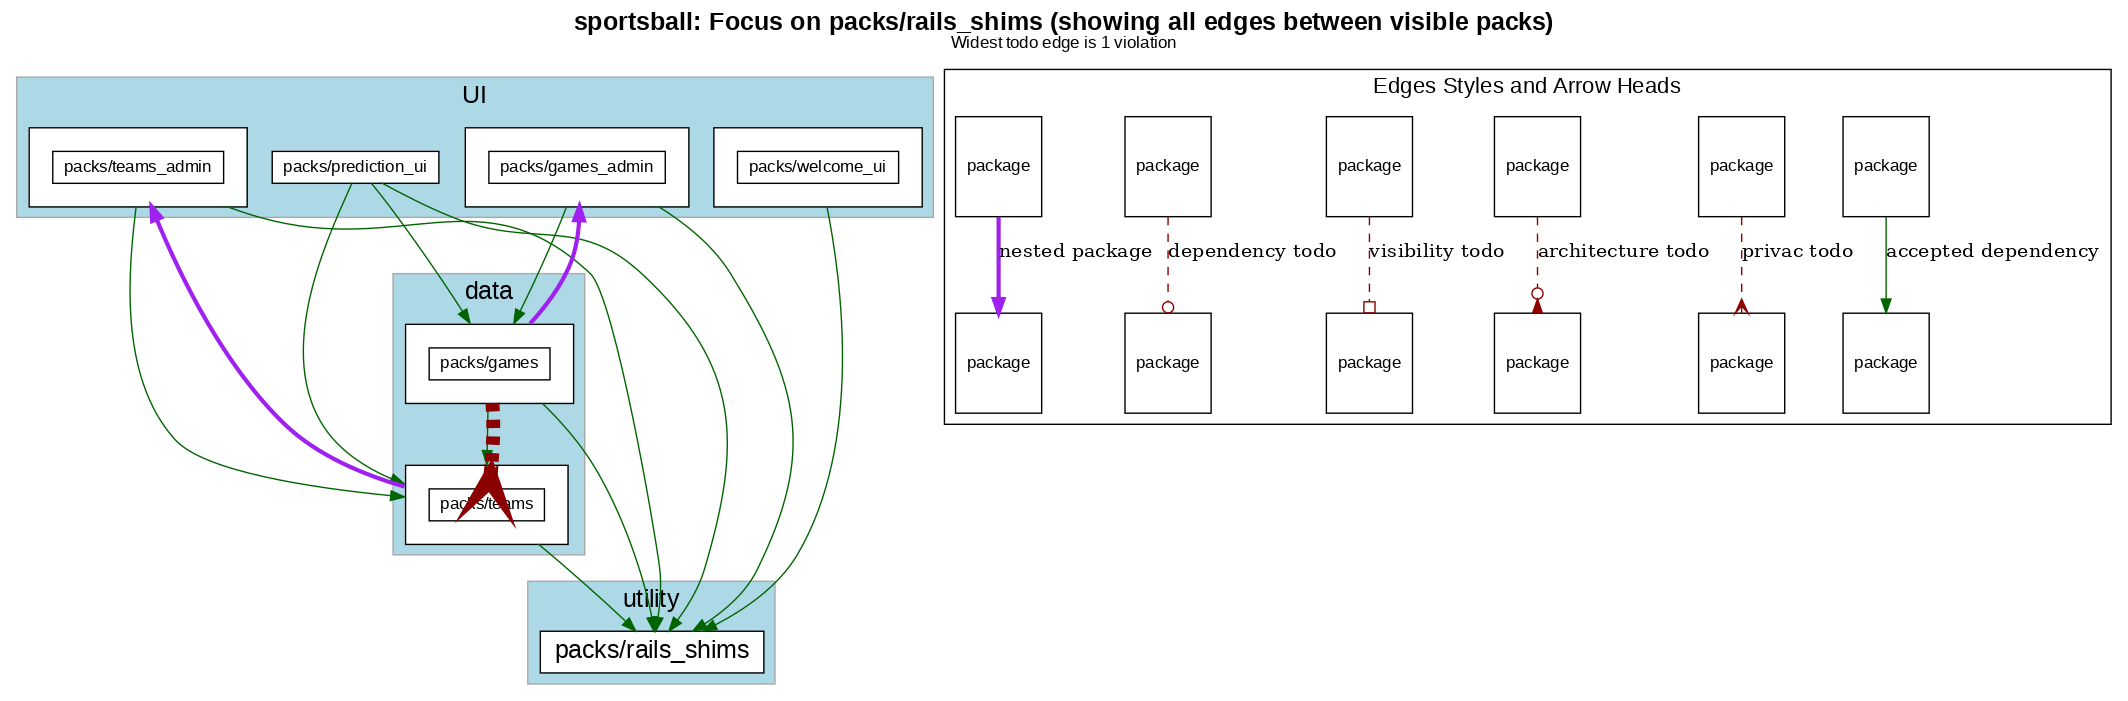 sportsball: Focus on packs/rails_shims (showing all edges between visible packs)
Widest todo edge is 1 violation
UI
packs/teams_admin
packs/prediction_ui
packs/games_admin
packs/welcome_ui
data
packs/games
packs/teams
utility
packs/rails_shims
Edges Styles and Arrow Heads
package
package
package
package
package
package
nested package
dependency todo
visibility todo
architecture todo
privac todo
accepted dependency
package
package
package
package
package
package